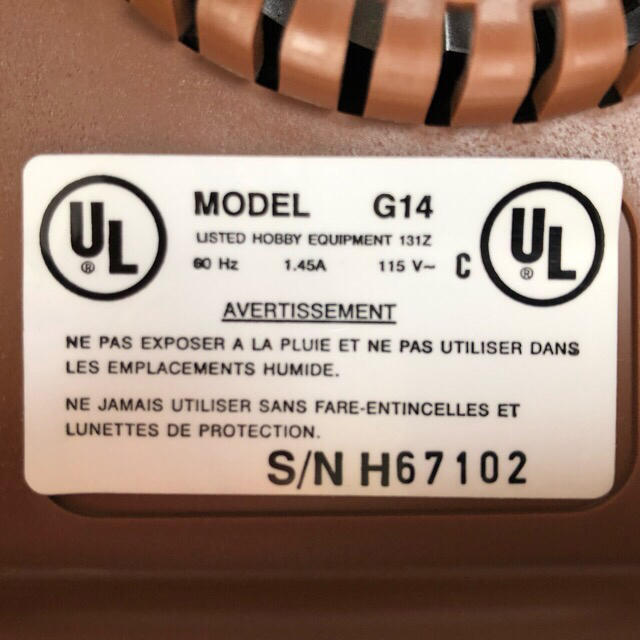 UL
®
MODEL G14
LISTED HOBBY EQUIPMENT 131Z
60 Hz 1.45A 115 V~
C UL
®
AVERTISSEMENT
NE PAS EXPOSER A LA PLUIE ET NE PAS UTILISER DANS
LES EMPLACEMENTS HUMIDE.
NE JAMAIS UTILISER SANS FARE-ENTINCELLES ET
LUNETTES DE PROTECTION.
S/N H67102